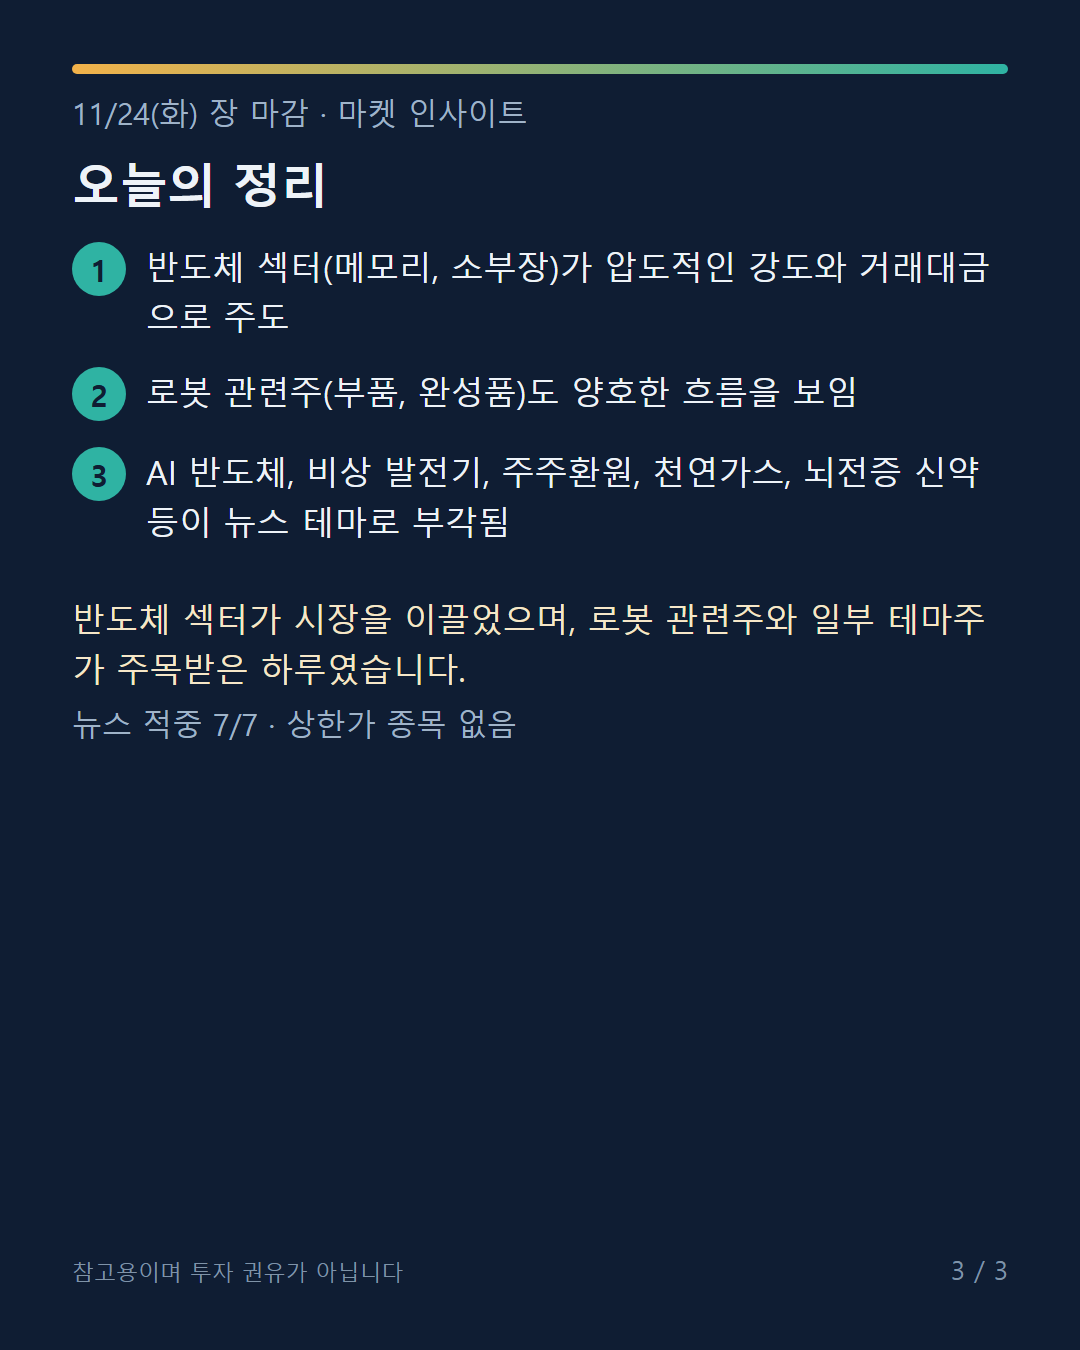 11/24(화) 장 마감 · 마켓 인사이트
오늘의 정리
1 반도체 섹터(메모리, 소부장)가 압도적인 강도와 거래대금
으로 주도
2 로봇 관련주(부품, 완성품)도 양호한 흐름을 보임
3 AI 반도체, 비상 발전기, 주주환원, 천연가스, 뇌전증 신약
등이 뉴스 테마로 부각됨
반도체 섹터가 시장을 이끌었으며, 로봇 관련주와 일부 테마주
가 주목받은 하루였습니다.
뉴스 적중 7/7 · 상한가 종목 없음
참고용이며 투자 권유가 아닙니다
3 / 3